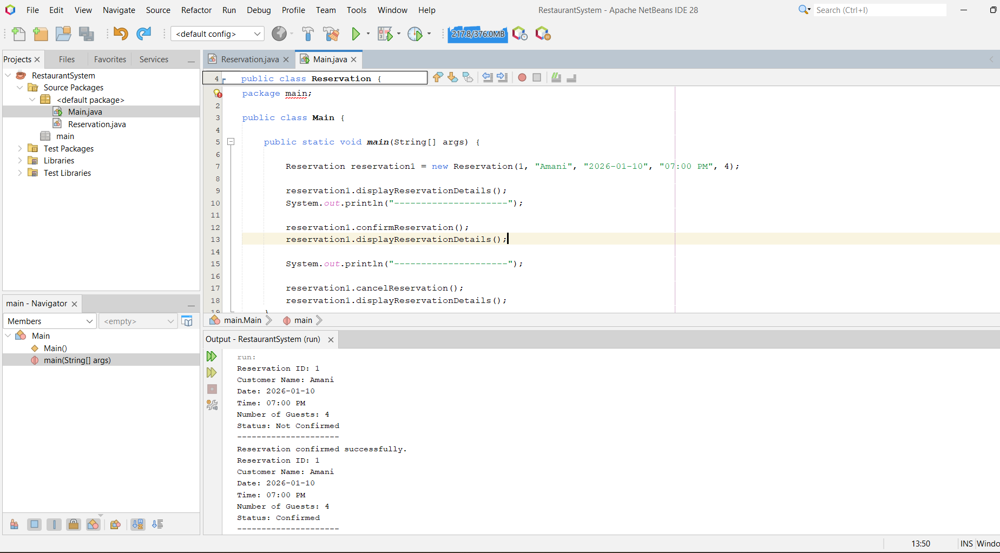 File Edit View Navigate Source Refactor Run Debug Profile Team Tools Window Help
RestaurantSystem - Apache NetBeans IDE 28
Search (Ctrl+I)
<default config>
217.8/376.0MB
Projects Files Favorites Services
RestaurantSystem
Source Packages
<default package>
Main.java
Reservation.java
main
Test Packages
Libraries
Test Libraries
main - Navigator
Members
<empty>
Main
Main()
main(String[] args)
Reservation.java Main.java
4 public class Reservation {
package main;
2
3 public class Main {
4
5 public static void main(String[] args) {
6
7 Reservation reservation1 = new Reservation(1, "Amani", "2026-01-10", "07:00 PM", 4);
8
9 reservation1.displayReservationDetails();
10 System.out.println("---------------------");
11
12 reservation1.confirmReservation();
13 reservation1.displayReservationDetails();
14
15 System.out.println("---------------------");
16
17 reservation1.cancelReservation();
18 reservation1.displayReservationDetails();
19 }
main.Main main
Output - RestaurantSystem (run)
run:
Reservation ID: 1
Customer Name: Amani
Date: 2026-01-10
Time: 07:00 PM
Number of Guests: 4
Status: Not Confirmed
---------------------
Reservation confirmed successfully.
Reservation ID: 1
Customer Name: Amani
Date: 2026-01-10
Time: 07:00 PM
Number of Guests: 4
Status: Confirmed
---------------------
13:50 INS Windo